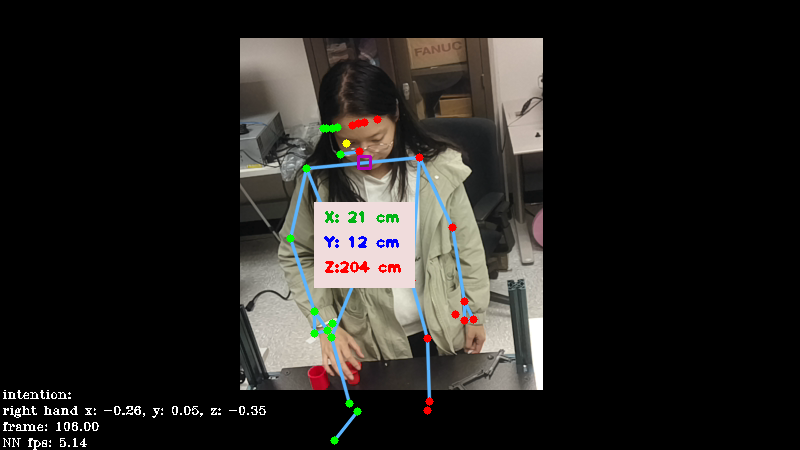 FANUC
X: 21 cm
Y: 12 cm
Z:204 cm
intention:
right hand x: −0.26, y: 0.05, z: −0.35
frame: 106.00
NN fps: 5.14